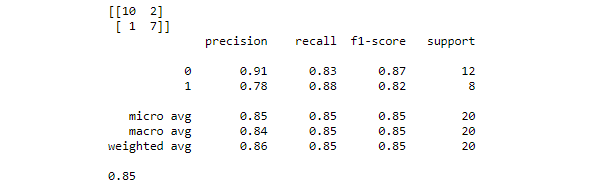 [[10 2]
[ 1 7]]
precision recall f1-score support
0 0.91 0.83 0.87 12
1 0.78 0.88 0.82 8
micro avg 0.85 0.85 0.85 20
macro avg 0.84 0.85 0.85 20
weighted avg 0.86 0.85 0.85 20
0.85